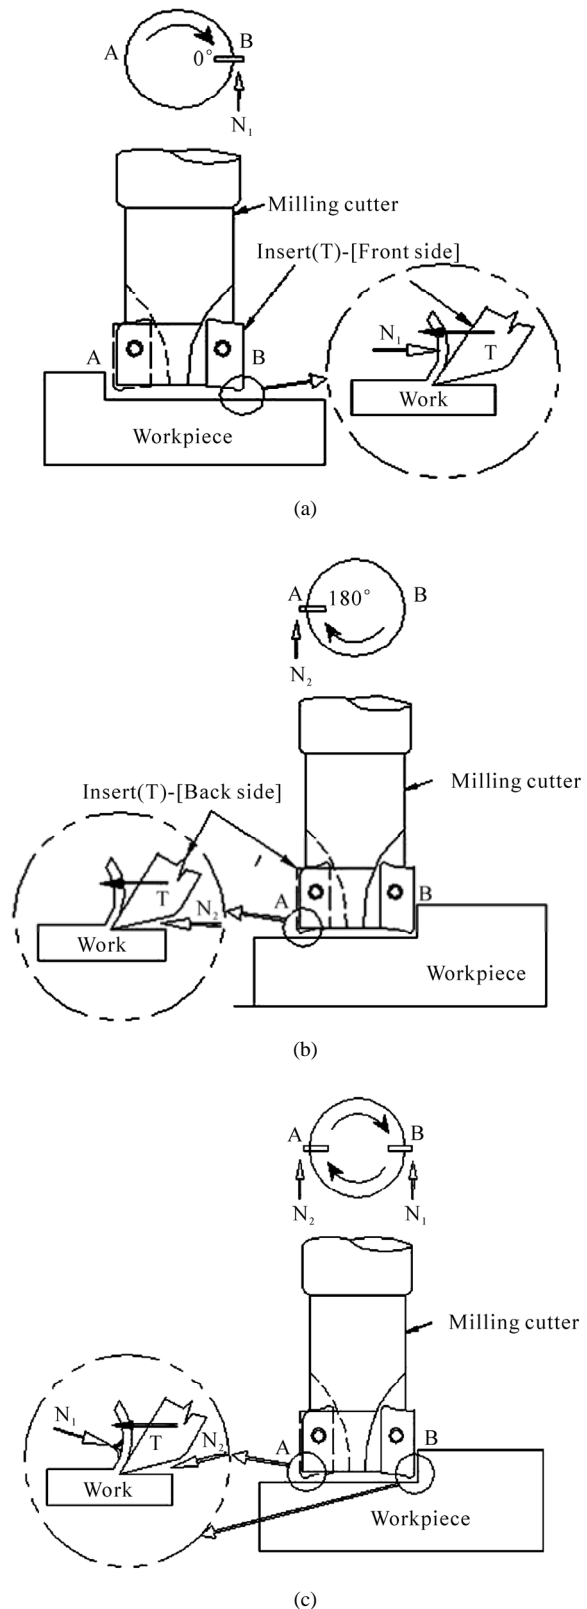 A
B
0°
N₁
Milling cutter
Insert(T)-[Front side]
A
B
N₁
T
Work
Workpiece
(a)
A
180°
B
N₂
Milling cutter
Insert(T)-[Back side]
A
B
T
N₂
Work
Workpiece
(b)
A
B
N₂
N₁
Milling cutter
N₁
T
N₂
A
B
Work
Workpiece
(c)